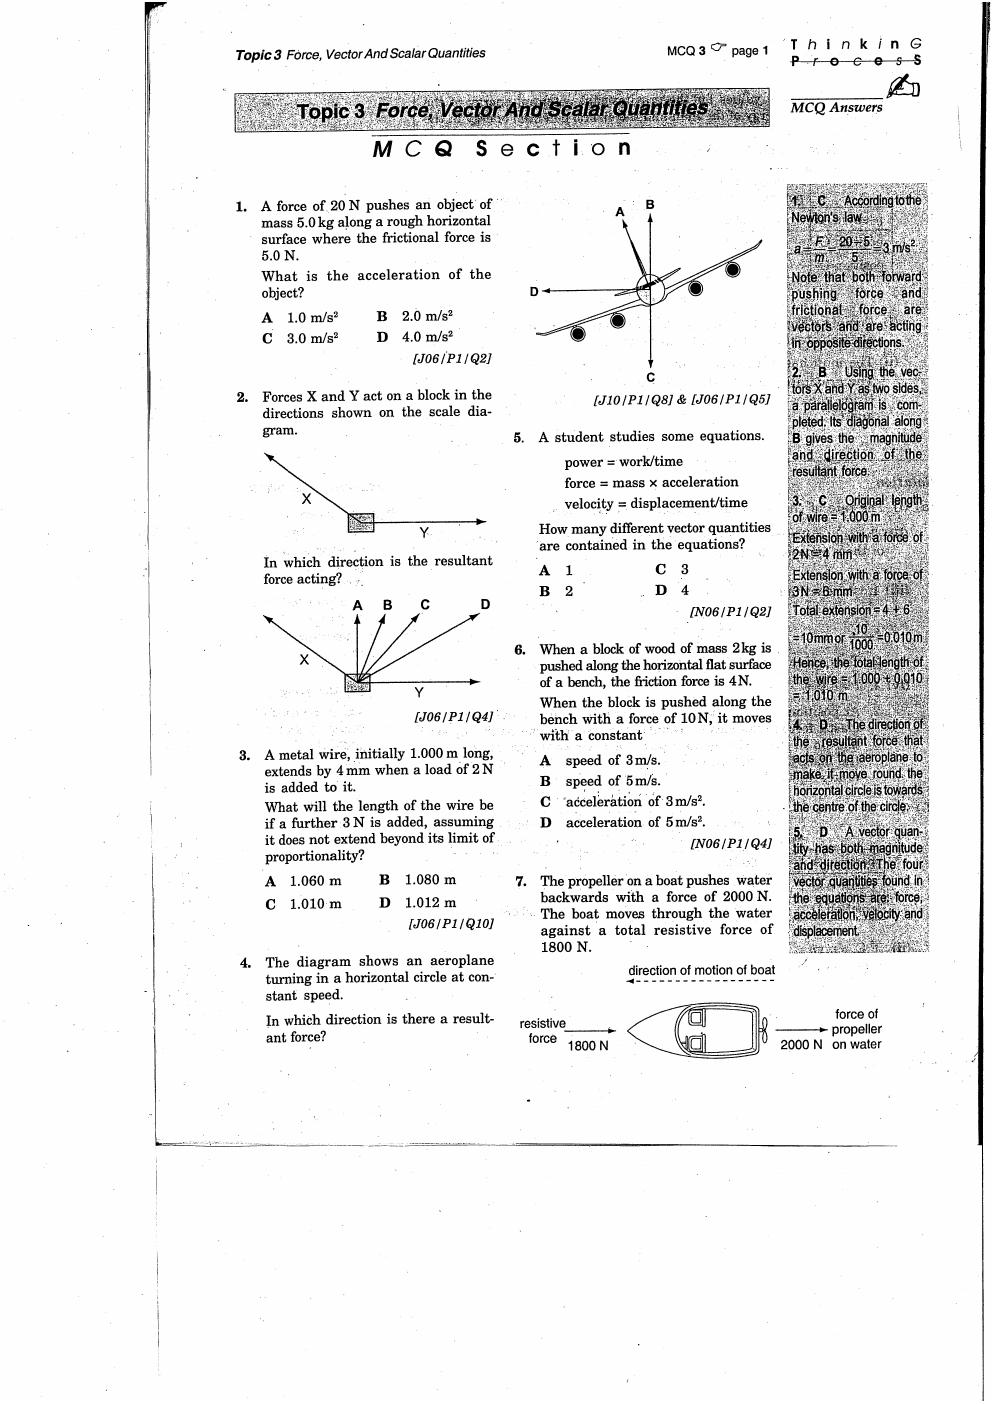 Topic 3 Force, Vector And Scalar Quantities
MCQ 3 page 1
ThinkinG
ProcesS
MCQ Answers
Topic 3 Force, Vector And Scalar Quantities
MCQ Section
1. A force of 20 N pushes an object of
mass 5.0 kg along a rough horizontal
surface where the frictional force is
5.0 N.
What is the acceleration of the
object?
A 1.0 m/s² B 2.0 m/s²
C 3.0 m/s² D 4.0 m/s²
[J06/P1/Q2]
2. Forces X and Y act on a block in the
directions shown on the scale dia-
gram.
X
Y
In which direction is the resultant
force acting?
A B C D
X
Y
[J06/P1/Q4]
3. A metal wire, initially 1.000 m long,
extends by 4 mm when a load of 2 N
is added to it.
What will the length of the wire be
if a further 3 N is added, assuming
it does not extend beyond its limit of
proportionality?
A 1.060 m B 1.080 m
C 1.010 m D 1.012 m
[J06/P1/Q10]
4. The diagram shows an aeroplane
turning in a horizontal circle at con-
stant speed.
In which direction is there a result-
ant force?
A
B
D
C
[J10/P1/Q8] & [J06/P1/Q5]
5. A student studies some equations.
power = work/time
force = mass × acceleration
velocity = displacement/time
How many different vector quantities
are contained in the equations?
A 1 C 3
B 2 D 4
[N06/P1/Q2]
6. When a block of wood of mass 2 kg is
pushed along the horizontal flat surface
of a bench, the friction force is 4 N.
When the block is pushed along the
bench with a force of 10 N, it moves
with a constant
A speed of 3 m/s.
B speed of 5 m/s.
C acceleration of 3 m/s².
D acceleration of 5 m/s².
[N06/P1/Q4]
7. The propeller on a boat pushes water
backwards with a force of 2000 N.
The boat moves through the water
against a total resistive force of
1800 N.
direction of motion of boat
resistive
force
1800 N
force of
propeller
2000 N on water
1. C According to the
Newton's law
a = F/m = 20-5/5 = 3 m/s².
Note that both forward
pushing force and
frictional force are
vectors and are acting
in opposite directions.
2. B Using the vec-
tors X and Y as two sides,
a parallelogram is com-
pleted. Its diagonal along
B gives the magnitude
and direction of the
resultant force.
3. C Original length
of wire = 1.000 m
Extension with a force of
2N = 4 mm
Extension with a force of
3N = 6 mm
Total extension = 4 + 6
= 10 mm or 10/1000 = 0.010 m
Hence, the total length of
the wire = 1.000 + 0.010
= 1.010 m
4. D The direction of
the resultant force that
acts on the aeroplane to
make it move round the
horizontal circle is towards
the centre of the circle.
5. D A vector quan-
tity has both magnitude
and direction. The four
vector quantities found in
the equations are: force,
acceleration, velocity and
displacement.